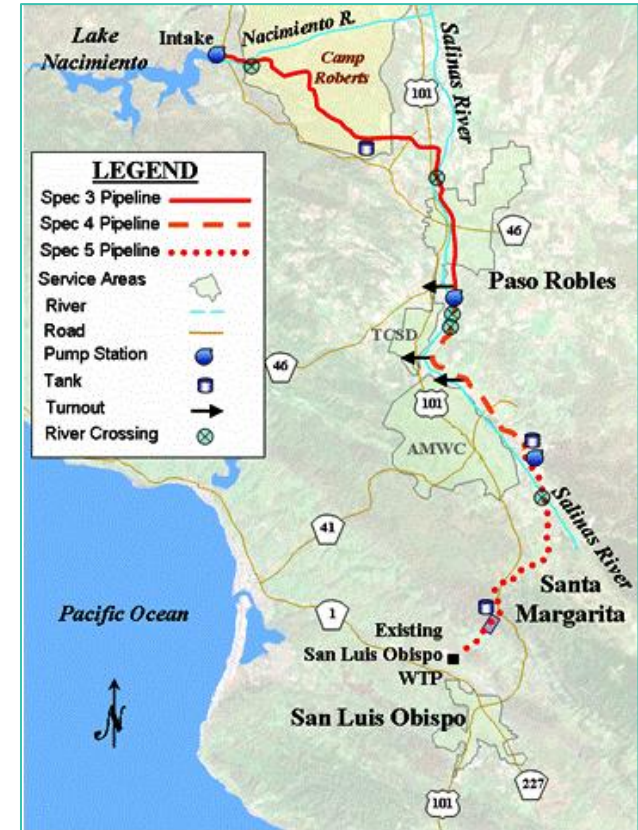 Lake
Nacimiento
Intake
Nacimiento R.
Camp
Roberts
101
Salinas River
LEGEND
Spec 3 Pipeline
Spec 4 Pipeline
Spec 5 Pipeline
Service Areas
River
Road
Pump Station
Tank
Turnout
River Crossing
46
Paso Robles
TCSD
46
101
AMWC
Salinas River
41
Santa
Margarita
1
Pacific Ocean
Existing
San Luis Obispo
WTP
N
San Luis Obispo
227
101